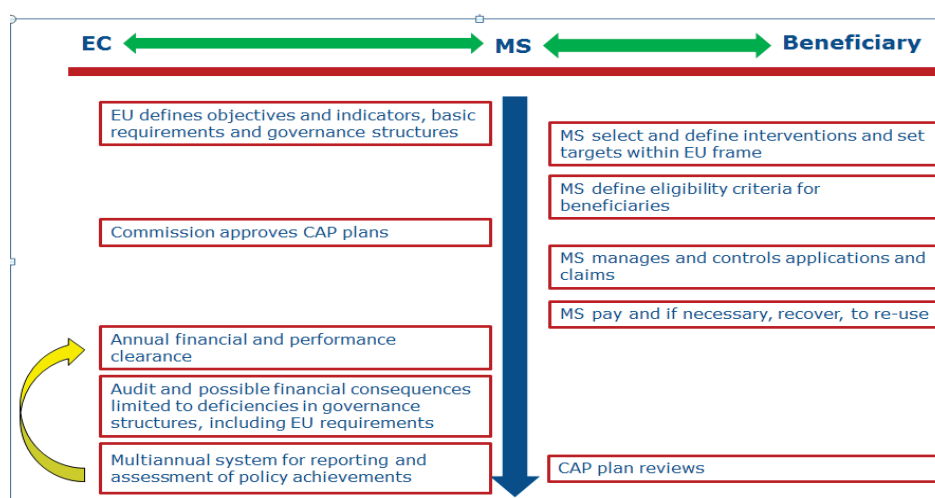 EC
MS
Beneficiary
EU defines objectives and indicators, basic
requirements and governance structures
MS select and define interventions and set
targets within EU frame
MS define eligibility criteria for
beneficiaries
Commission approves CAP plans
MS manages and controls applications and
claims
MS pay and if necessary, recover, to re-use
Annual financial and performance
clearance
Audit and possible financial consequences
limited to deficiencies in governance
structures, including EU requirements
Multiannual system for reporting and
assessment of policy achievements
CAP plan reviews